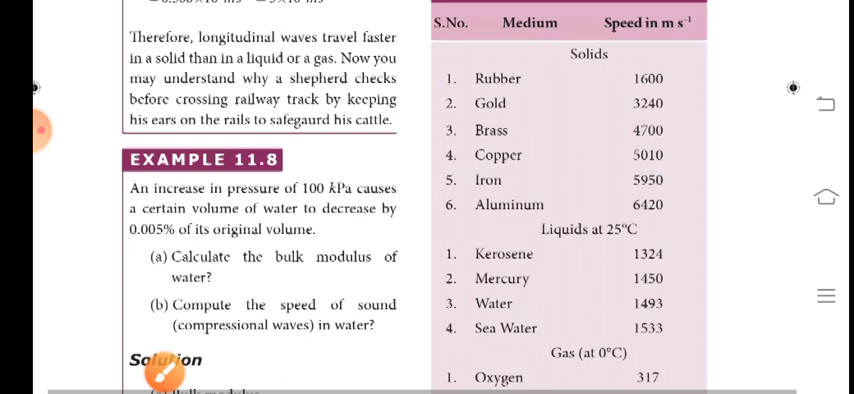 Therefore, longitudinal waves travel faster
in a solid than in a liquid or a gas. Now you
may understand why a shepherd checks
before crossing railway track by keeping
his ears on the rails to safegaurd his cattle.
EXAMPLE 11.8
An increase in pressure of 100 kPa causes
a certain volume of water to decrease by
0.005% of its original volume.
(a) Calculate the bulk modulus of
water?
(b) Compute the speed of sound
(compressional waves) in water?
Solution
S.No. Medium Speed in m s⁻¹
Solids
1. Rubber 1600
2. Gold 3240
3. Brass 4700
4. Copper 5010
5. Iron 5950
6. Aluminum 6420
Liquids at 25°C
1. Kerosene 1324
2. Mercury 1450
3. Water 1493
4. Sea Water 1533
Gas (at 0°C)
1. Oxygen 317